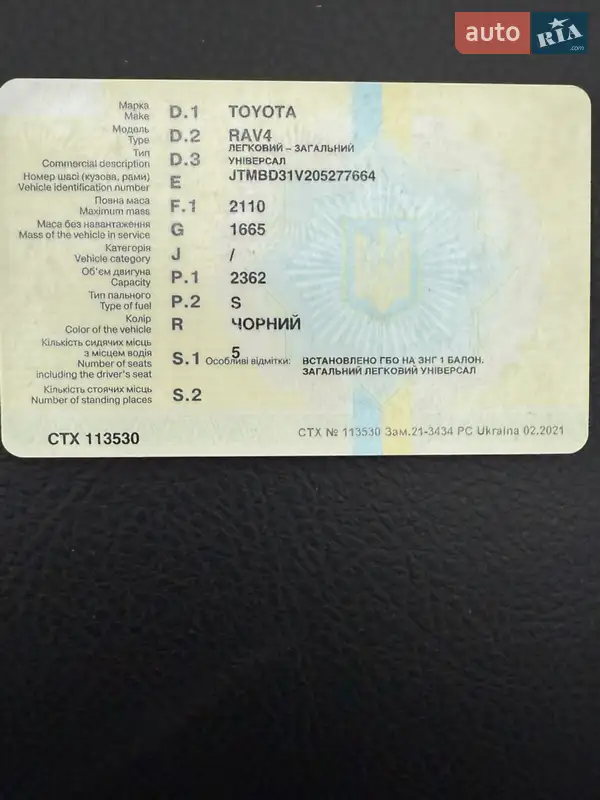 auto RIA .com
Марка
Make D.1 TOYOTA
Модель
Type D.2 RAV4
Тип
Commercial description D.3 ЛЕГКОВИЙ – ЗАГАЛЬНИЙ
УНІВЕРСАЛ
Номер шасі (кузова, рами)
Vehicle identification number E JTMBD31V205277664
Повна маса
Maximum mass F.1 2110
Маса без навантаження
Mass of the vehicle in service G 1665
Категорія
Vehicle category J /
Об'єм двигуна
Capacity P.1 2362
Тип пального
Type of fuel P.2 S
Колір
Color of the vehicle R ЧОРНИЙ
Кількість сидячих місць
з місцем водія
Number of seats
including the driver's seat S.1 5
Особливі відмітки: ВСТАНОВЛЕНО ГБО НА ЗНГ 1 БАЛОН.
ЗАГАЛЬНИЙ ЛЕГКОВИЙ УНІВЕРСАЛ
Кількість стоячих місць
Number of standing places S.2
СТХ 113530
СТХ № 113530 Зам.21-3434 РС Ukraina 02.2021